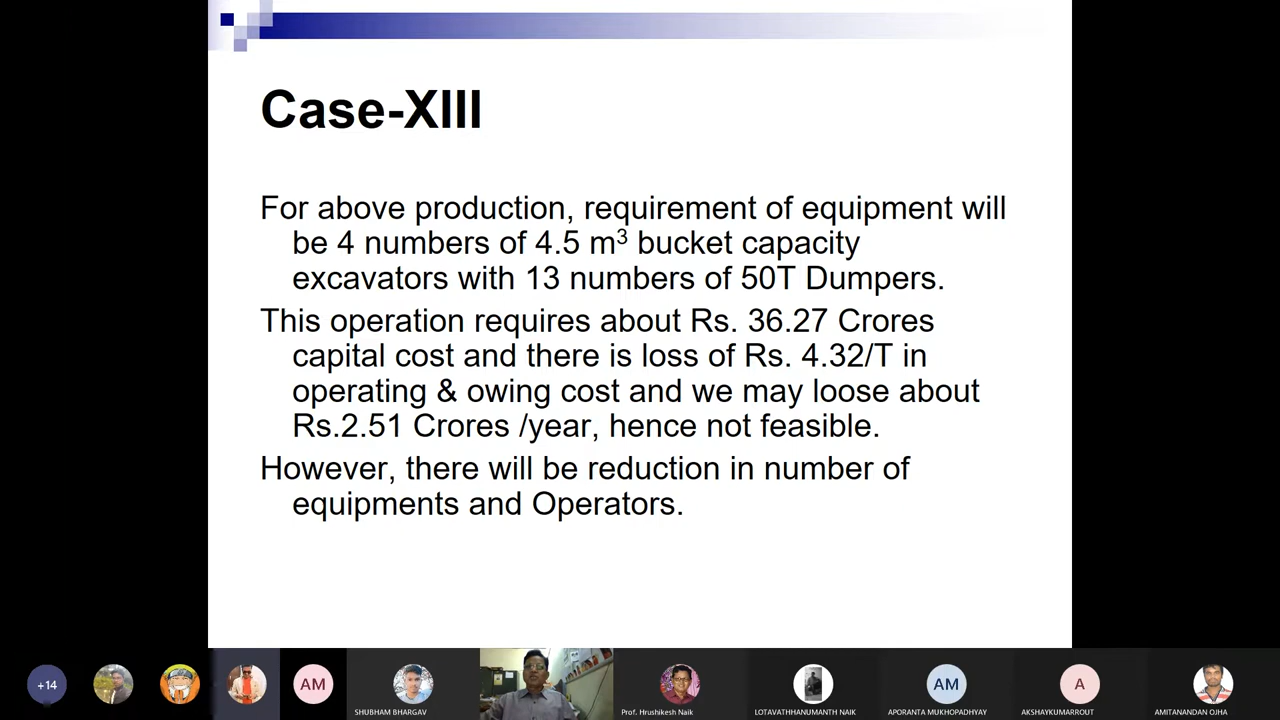 Case-XIII
For above production, requirement of equipment will
be 4 numbers of 4.5 m³ bucket capacity
excavators with 13 numbers of 50T Dumpers.
This operation requires about Rs. 36.27 Crores
capital cost and there is loss of Rs. 4.32/T in
operating & owing cost and we may loose about
Rs.2.51 Crores /year, hence not feasible.
However, there will be reduction in number of
equipments and Operators.
+14
AM
AM
A
SHUBHAM BHARGAV
Prof. Hrushikesh Naik
LOTAVATHHANUMANTH NAIK
APORANTA MUKHOPADHYAY
AKSHAYKUMARROUT
AMITANANDAN OJHA